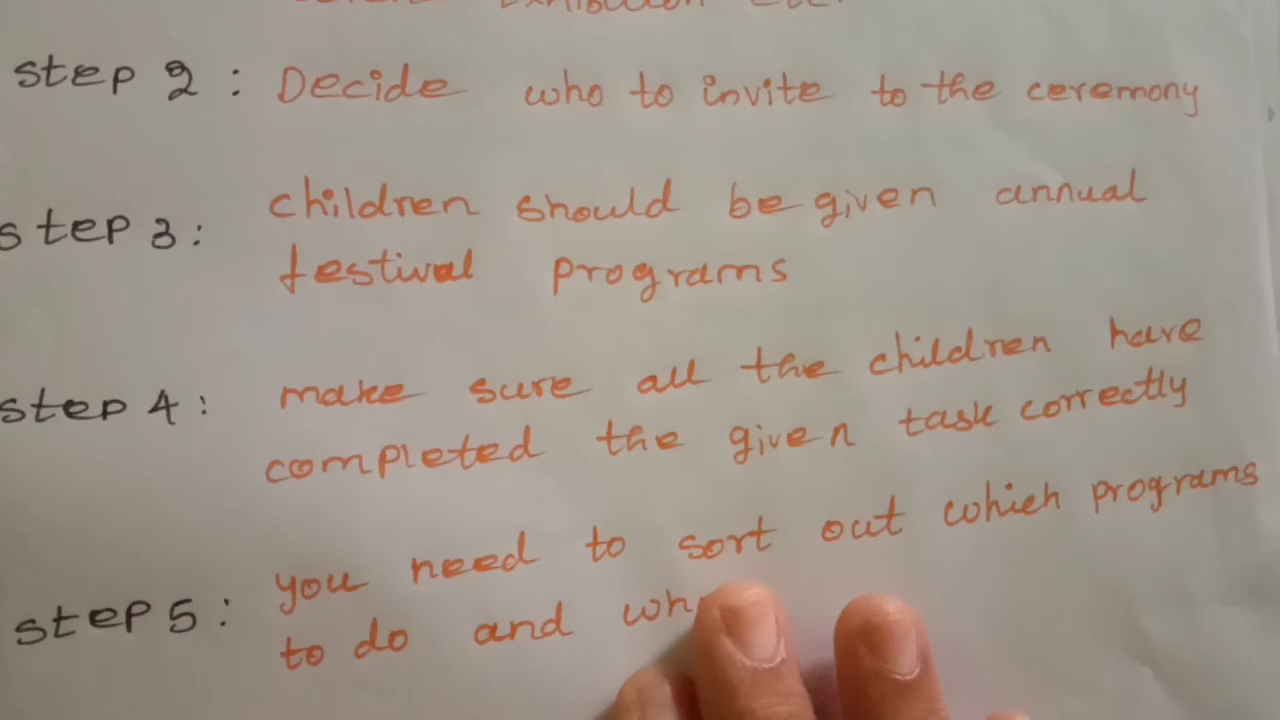 Exhibition etc.
step 2 : Decide who to invite to the ceremony
step 3 : children should be given annual
festival programs
step 4 : make sure all the children have
completed the given task correctly
step 5 : you need to sort out which programs
to do and